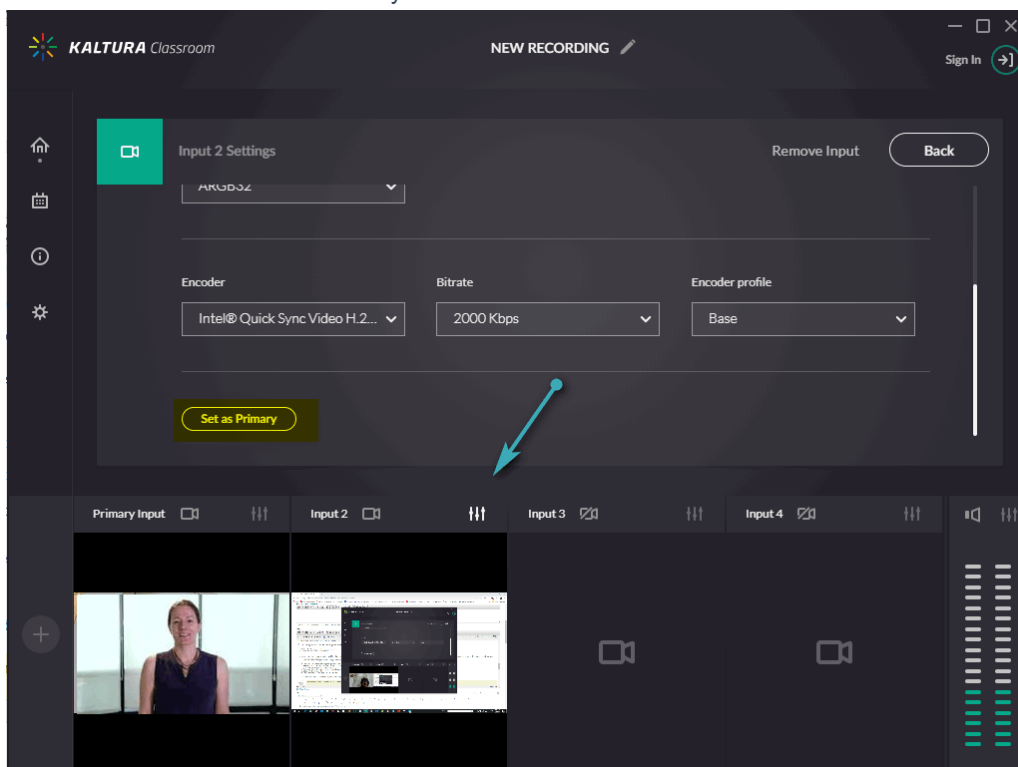 KALTURA Classroom
NEW RECORDING
Sign In
Input 2 Settings
Remove Input
Back
ARGB32
Encoder
Bitrate
Encoder profile
Intel® Quick Sync Video H.2...
2000 Kbps
Base
Set as Primary
Primary Input
Input 2
Input 3
Input 4